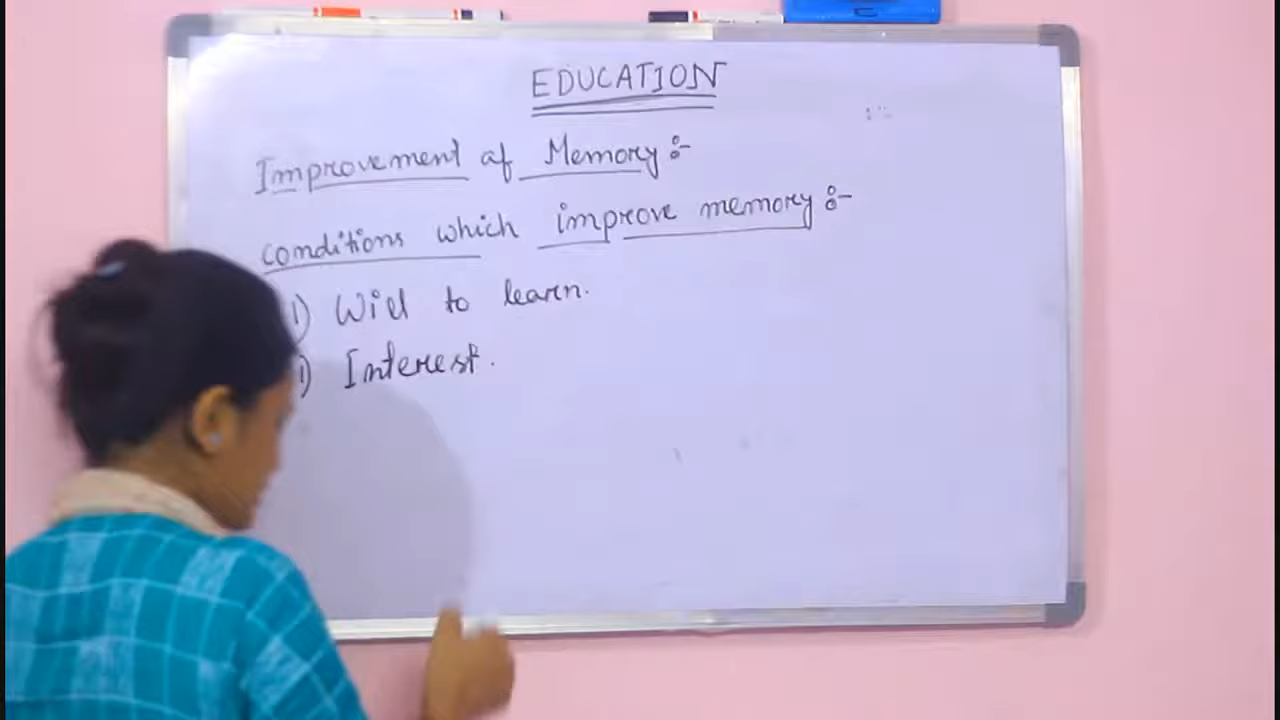 EDUCATION
Improvement of Memory :-
conditions which improve memory :-
i) Will to learn.
) Interest.